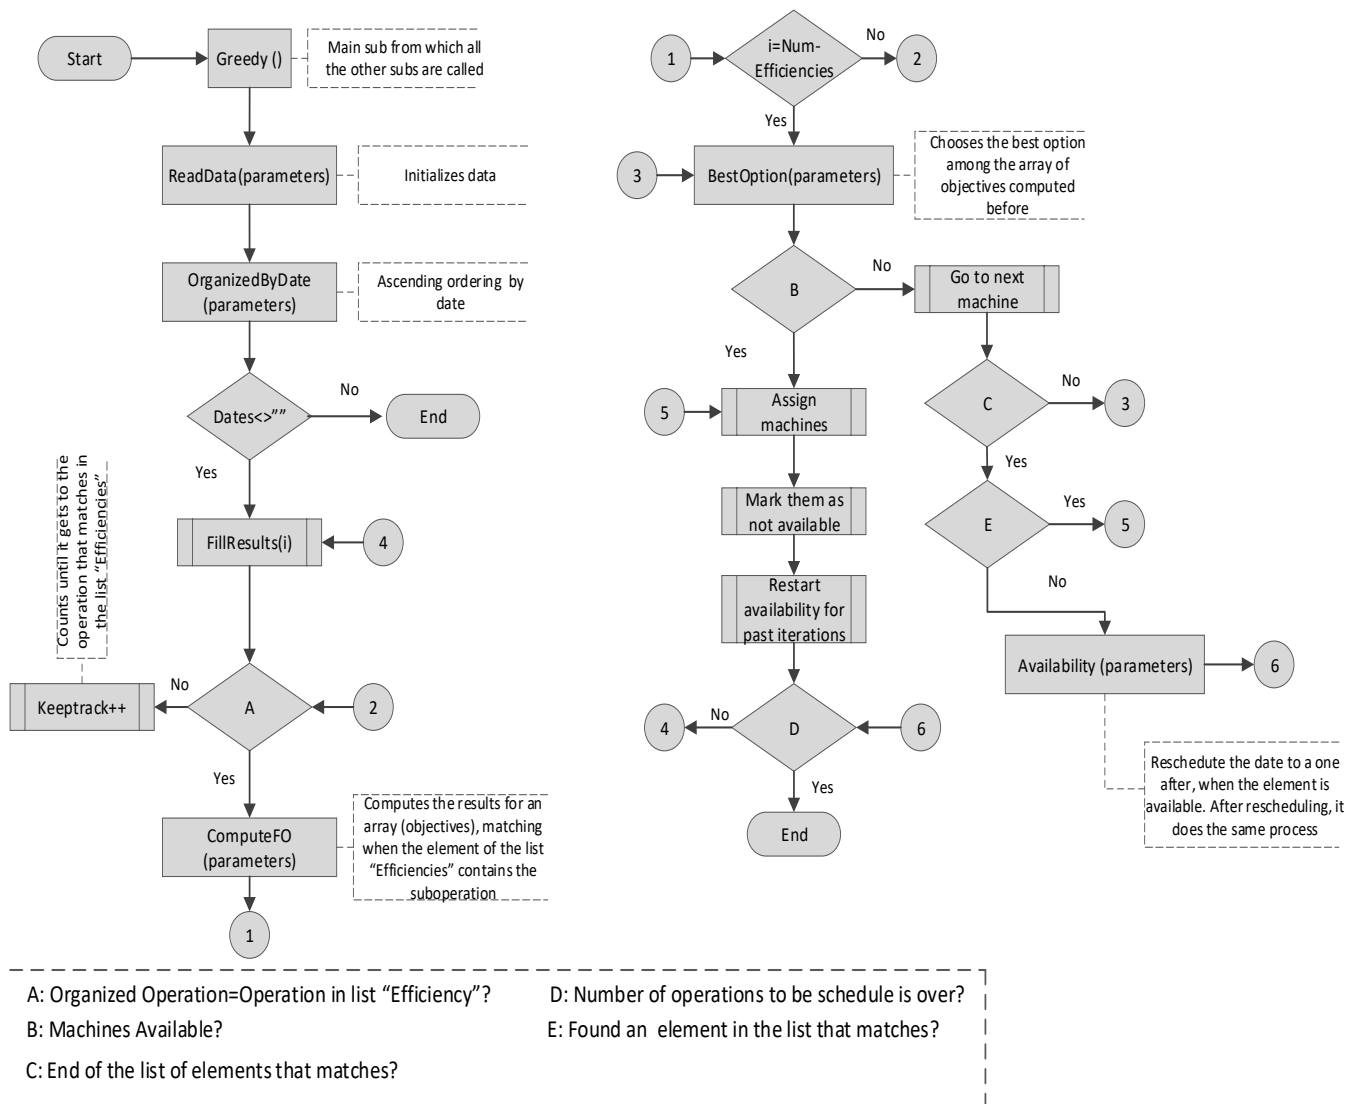 Start
Greedy ()
Main sub from which all
the other subs are called
ReadData(parameters)
Initializes data
OrganizedByDate
(parameters)
Ascending ordering by
date
Dates<>””
No
End
Yes
Counts until it gets to the
operation that matches in
the list “Efficiencies”
FillResults(i)
4
Keeptrack++
No
A
2
Yes
ComputeFO
(parameters)
Computes the results for an
array (objectives), matching
when the element of the list
“Efficiencies” contains the
suboperation
1
1
i=Num-
Efficiencies
No
2
Yes
3
BestOption(parameters)
Chooses the best option
among the array of
objectives computed
before
B
No
Go to next
machine
Yes
5
Assign
machines
C
No
3
Yes
Mark them as
not available
E
Yes
5
No
Restart
availability for
past iterations
Availability (parameters)
6
4
No
D
6
Yes
End
Reschedute the date to a one
after, when the element is
available. After rescheduling, it
does the same process
A: Organized Operation=Operation in list “Efficiency”?
D: Number of operations to be schedule is over?
B: Machines Available?
E: Found an element in the list that matches?
C: End of the list of elements that matches?